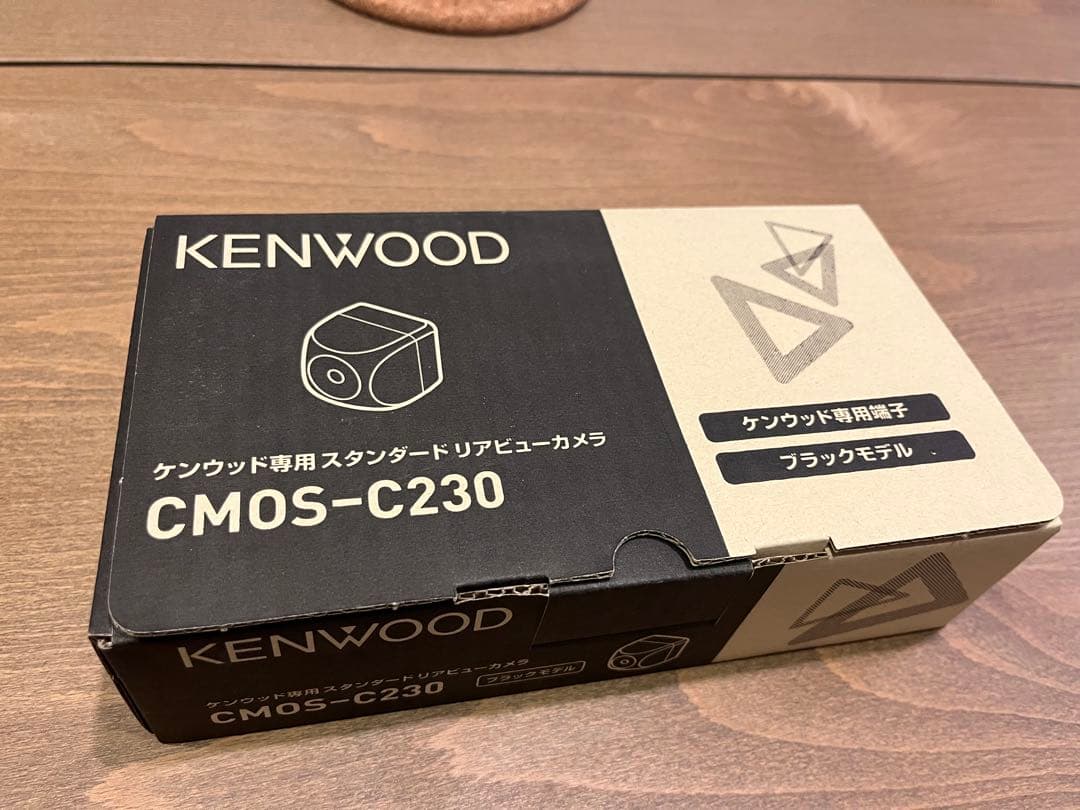 KENWOOD
ケンウッド専用 スタンダード リアビューカメラ
CMOS-C230
ケンウッド専用端子
ブラックモデル
KENWOOD
ケンウッド専用 スタンダード リアビューカメラ
CMOS-C230
ブラックモデル